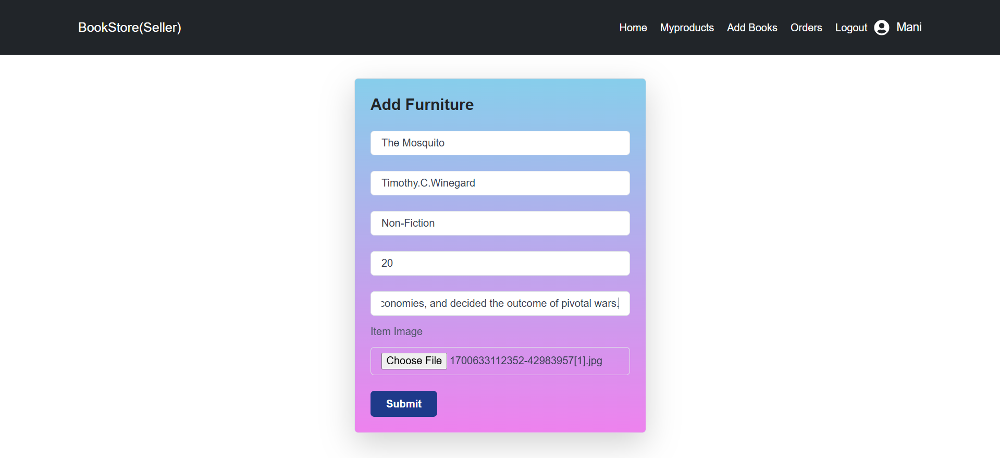 BookStore(Seller)
Home Myproducts Add Books Orders Logout Mani
Add Furniture
The Mosquito
Timothy.C.Winegard
Non-Fiction
20
conomies, and decided the outcome of pivotal wars.
Item Image
Choose File 1700633112352-42983957[1].jpg
Submit